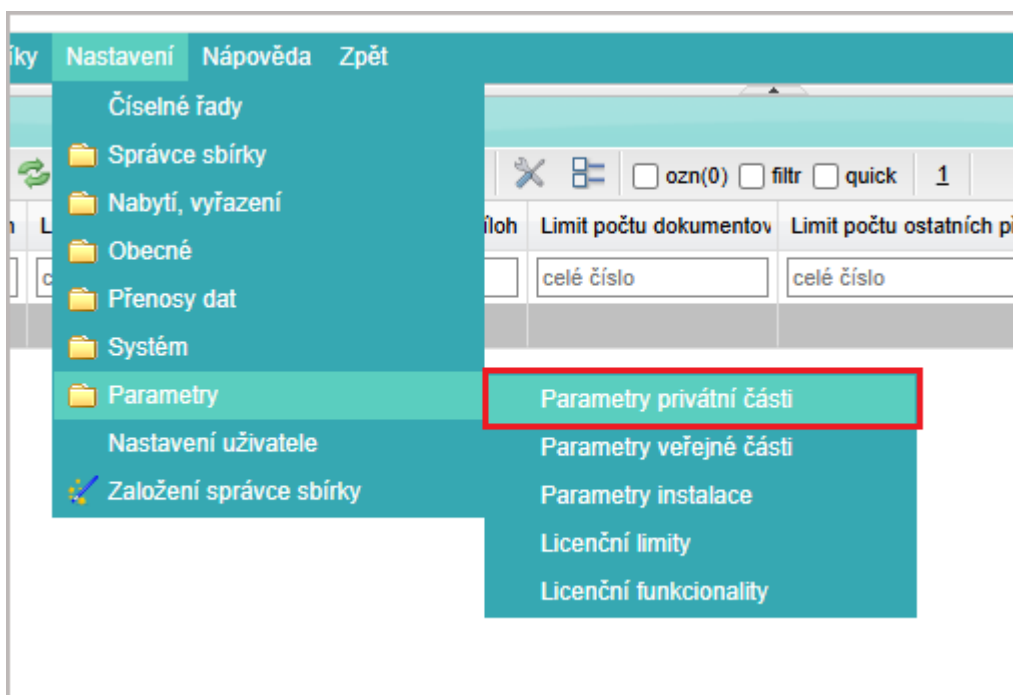 íky Nastavení Nápověda Zpět
Číselné řady
Správce sbírky
ozn(0) filtr quick 1
Nabytí, vyřazení
L íloh Limit počtu dokumentov Limit počtu ostatních př
Obecné
c celé číslo celé číslo
Přenosy dat
Systém
Parametry
Parametry privátní části
Nastavení uživatele
Parametry veřejné části
Založení správce sbírky
Parametry instalace
Licenční limity
Licenční funkcionality